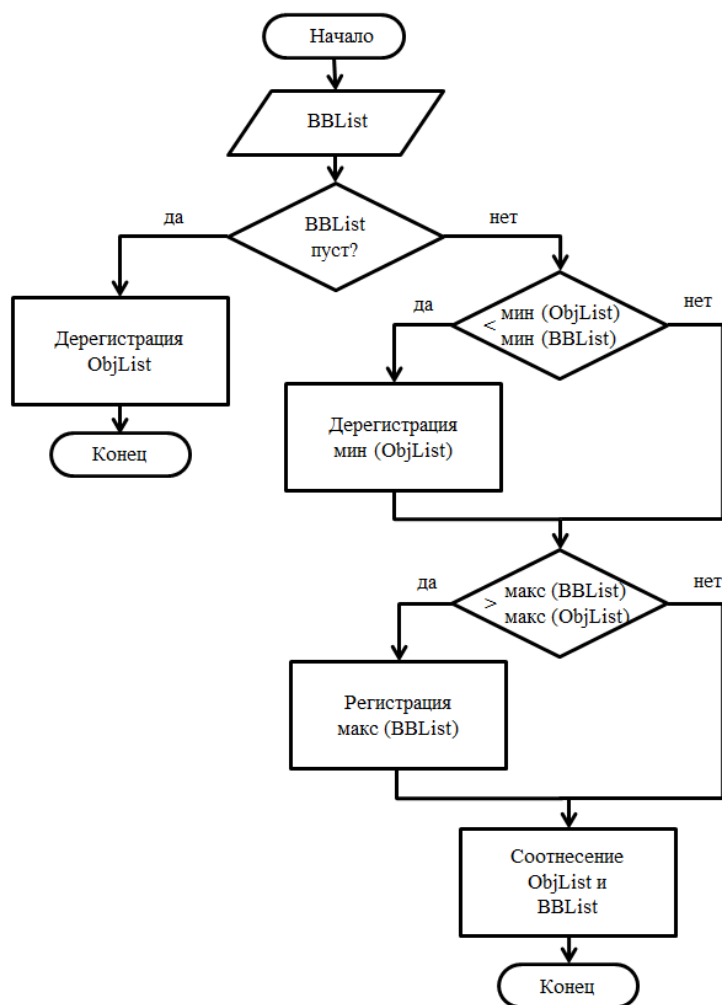 Начало
BBList
BBList
пуст?
да
нет
Дерегистрация
ObjList
Конец
< мин (ObjList)
мин (BBList)
да
нет
Дерегистрация
мин (ObjList)
> макс (BBList)
макс (ObjList)
да
нет
Регистрация
макс (BBList)
Соотнесение
ObjList и
BBList
Конец